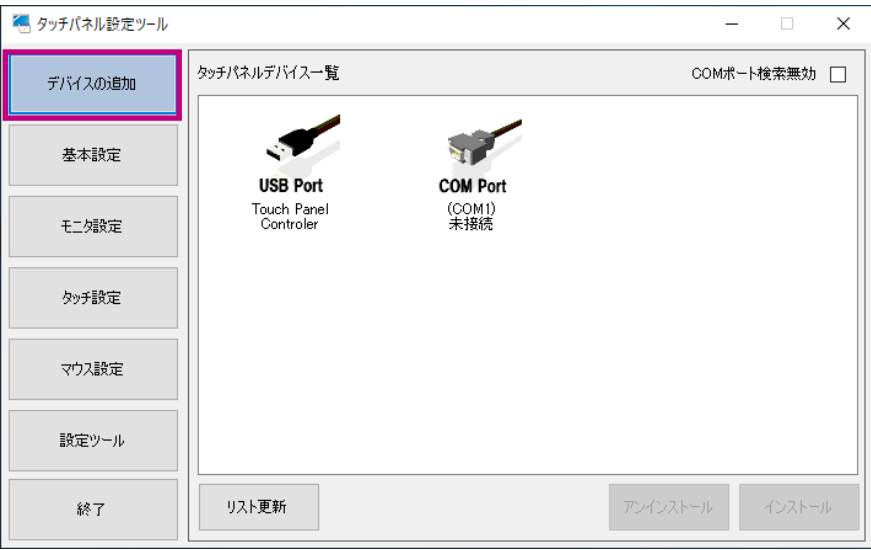 タッチパネル設定ツール
デバイスの追加
基本設定
モニタ設定
タッチ設定
マウス設定
設定ツール
終了
タッチパネルデバイス一覧
COMポート検索無効
USB Port
Touch Panel
Controler
COM Port
(COM1)
未接続
リスト更新
アンインストール
インストール